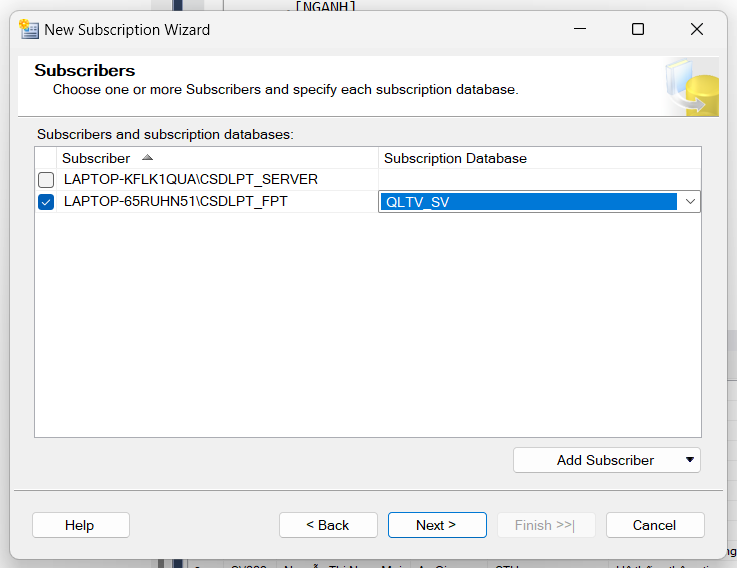 .[NGANH]
New Subscription Wizard
Subscribers
Choose one or more Subscribers and specify each subscription database.
Subscribers and subscription databases:
Subscriber Subscription Database
LAPTOP-KFLK1QUA\CSDLPT_SERVER
LAPTOP-65RUHN51\CSDLPT_FPT QLTV_SV
Add Subscriber
Help < Back Next > Finish >>| Cancel